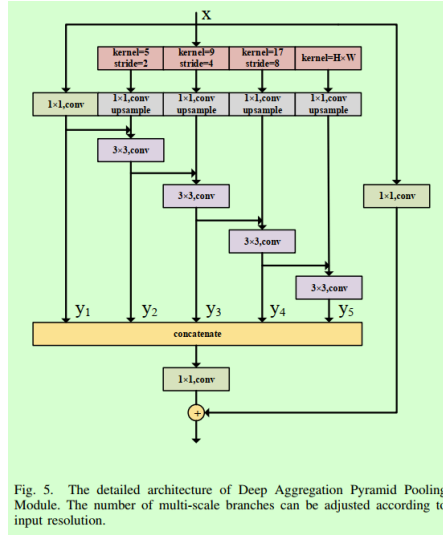 x
kernel=5
stride=2
kernel=9
stride=4
kernel=17
stride=8
kernel=H×W
1×1,conv
1×1,conv
upsample
1×1,conv
upsample
1×1,conv
upsample
1×1,conv
upsample
3×3,conv
3×3,conv
1×1,conv
3×3,conv
3×3,conv
y1
y2
y3
y4
y5
concatenate
1×1,conv
+
Fig. 5. The detailed architecture of Deep Aggregation Pyramid Pooling
Module. The number of multi-scale branches can be adjusted according to
input resolution.